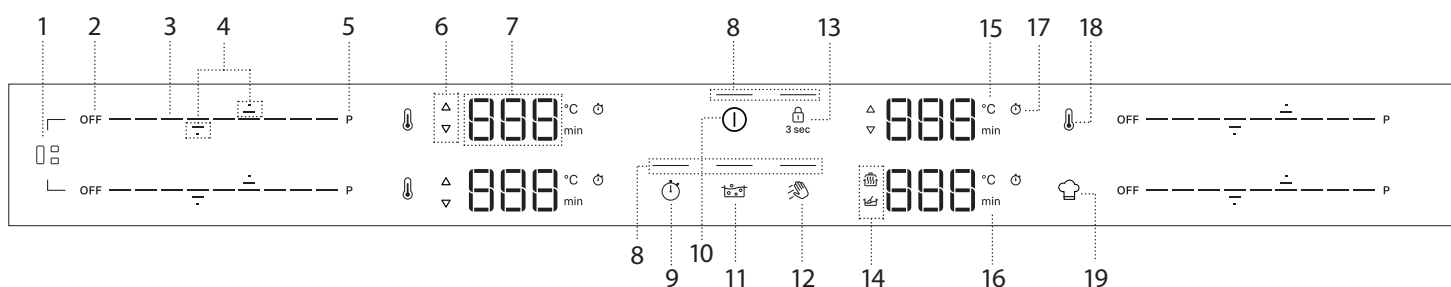 1 2 3 4 5 6 7 8 13 15 17 18
OFF P 888 °C 3 sec 888 °C OFF P
min min
OFF P 888 °C 888 °C OFF P
min min
8 9 10 11 12 14 16 19